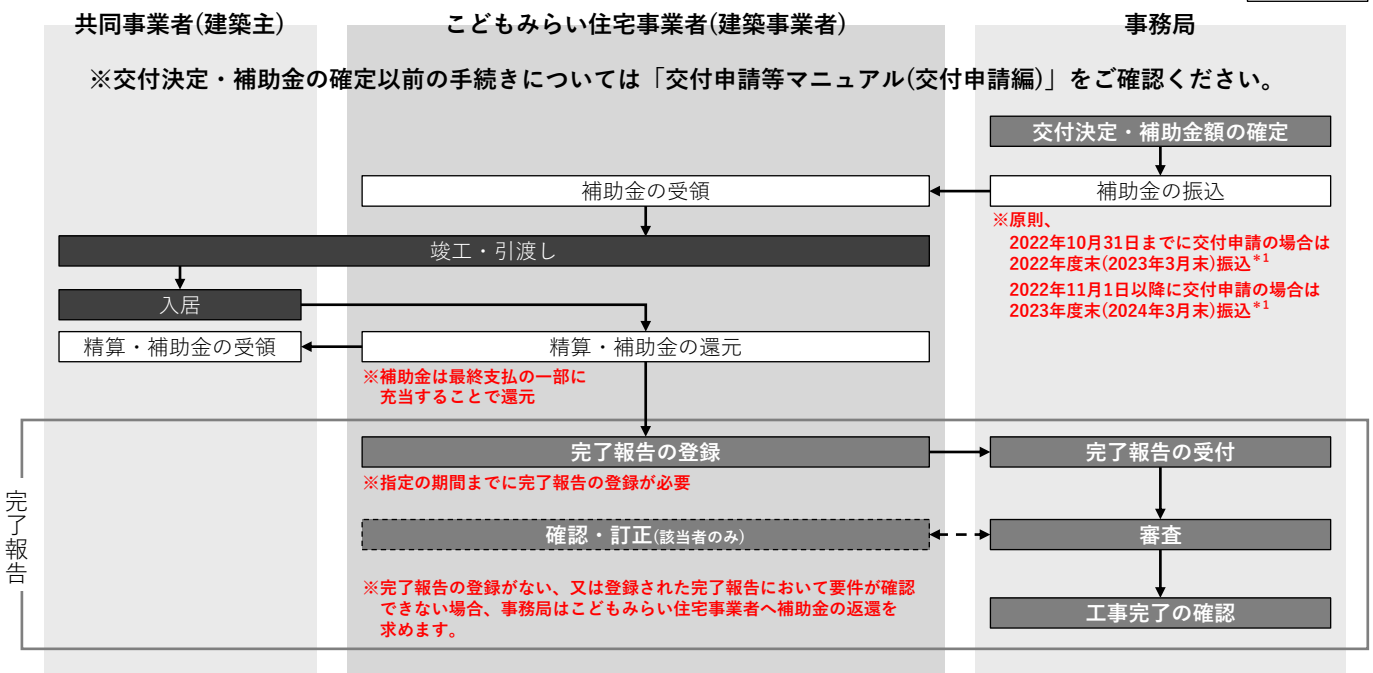 共同事業者(建築主)
こどもみらい住宅事業者(建築事業者)
事務局
※交付決定・補助金の確定以前の手続きについては「交付申請等マニュアル(交付申請編)」をご確認ください。
交付決定・補助金額の確定
補助金の受領
補助金の振込
※原則、
2022年10月31日までに交付申請の場合は
2022年度末(2023年3月末)振込*1
2022年11月1日以降に交付申請の場合は
2023年度末(2024年3月末)振込*1
竣工・引渡し
入居
精算・補助金の受領
精算・補助金の還元
※補助金は最終支払の一部に
充当することで還元
完了報告
完了報告の登録
完了報告の受付
※指定の期間までに完了報告の登録が必要
確認・訂正(該当者のみ)
審査
※完了報告の登録がない、又は登録された完了報告において要件が確認
できない場合、事務局はこどもみらい住宅事業者へ補助金の返還を
求めます。
工事完了の確認